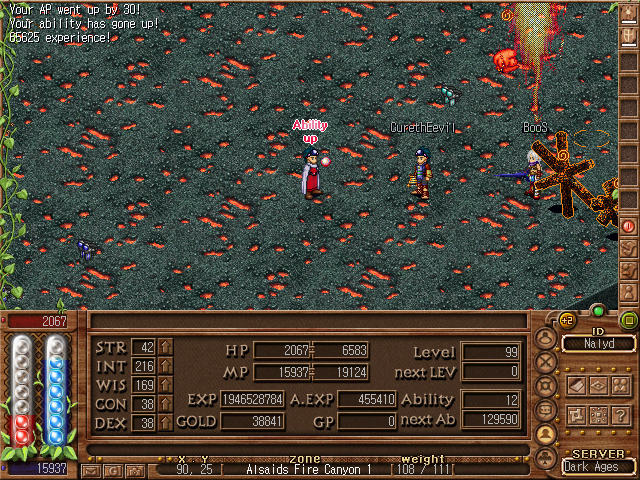 Your AP went up by 30!
Your ability has gone up!
65625 experience!
Ability
up
GurethEevil
BooS
2067
+2
ID
Nalyd
STR 42
HP 2067 6583
Level 99
INT 216
MP 15937 19124
next LEV 0
WIS 169
CON 38
EXP 1946528784
A.EXP 455410
Ability 12
DEX 38
GOLD 38841
GP 0
next Ab 129590
SERVER
Dark Ages
15937
G
?
x . y zone weight
90, 25 [ Alsaids Fire Canyon 1 ] [108 / 111]